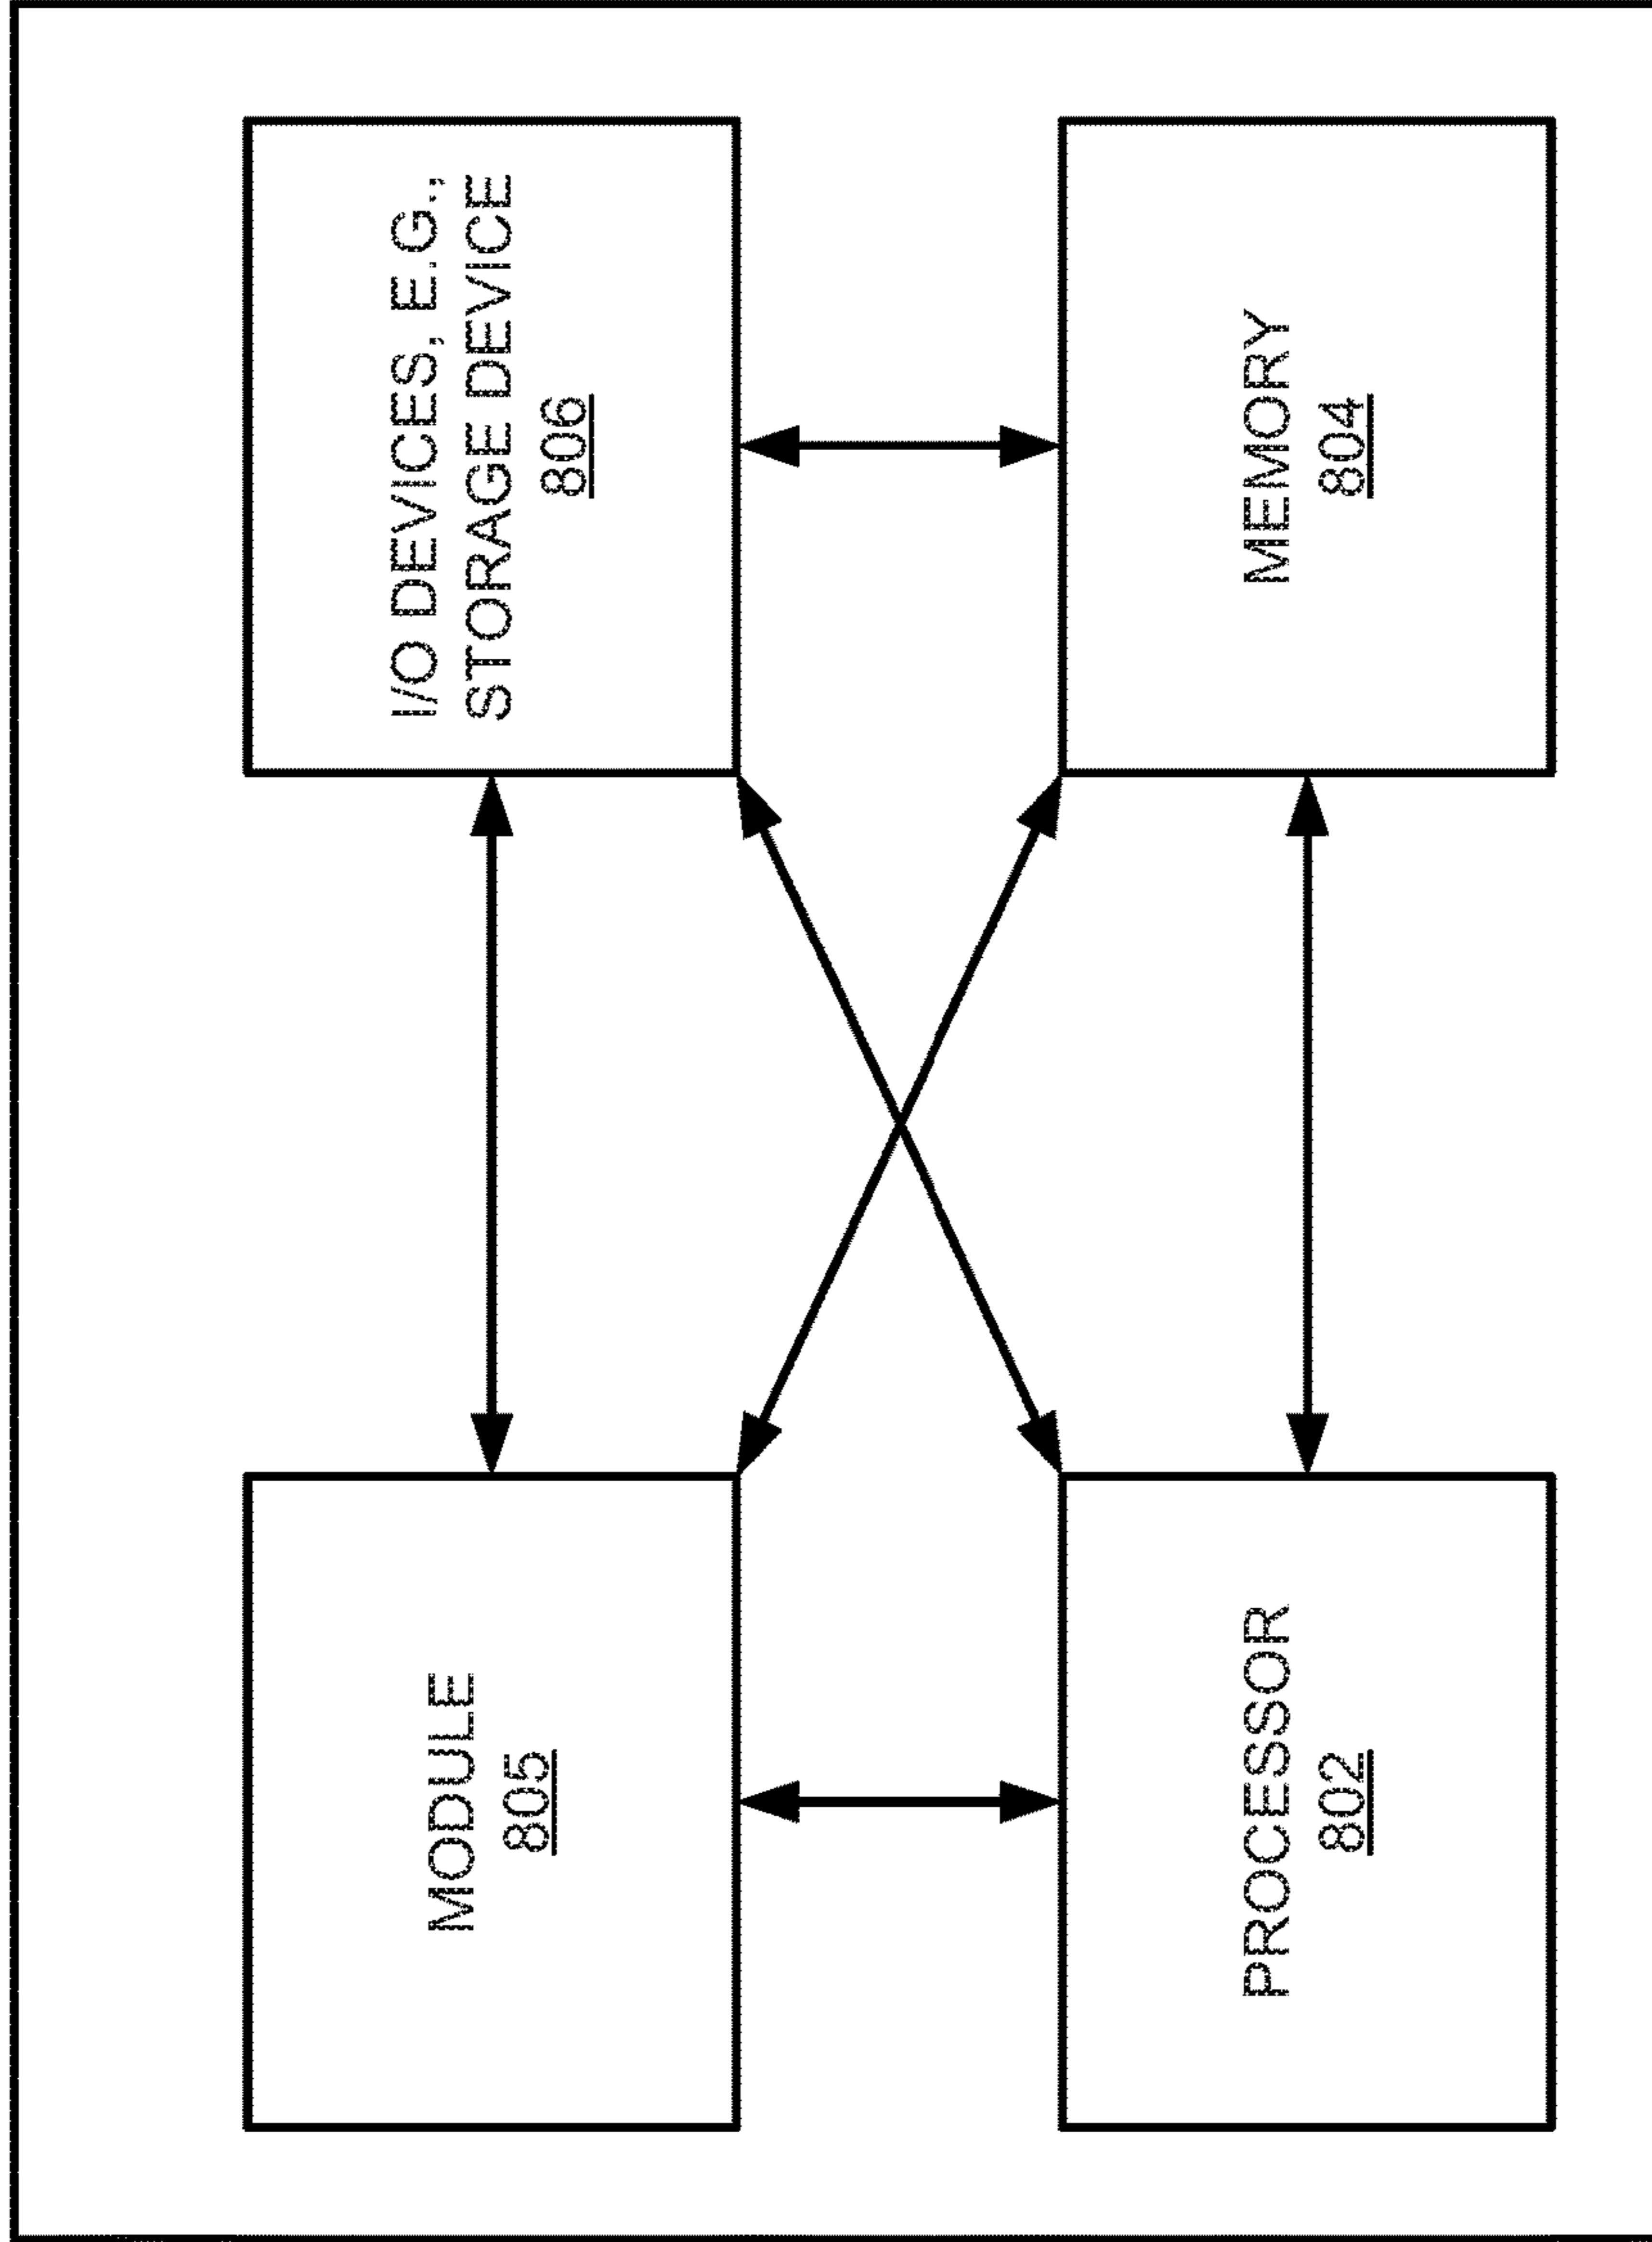 MODULE
805
I/O DEVICES, E.G.,
STORAGE DEVICE
806
PROCESSOR
802
MEMORY
804